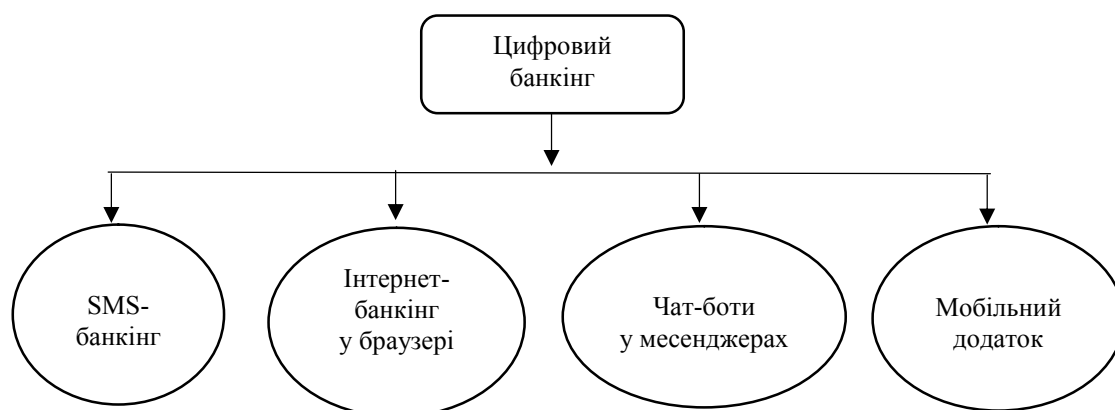 Цифровий
банкінг
SMS-
банкінг
Інтернет-
банкінг
у браузері
Чат-боти
у месенджерах
Мобільний
додаток